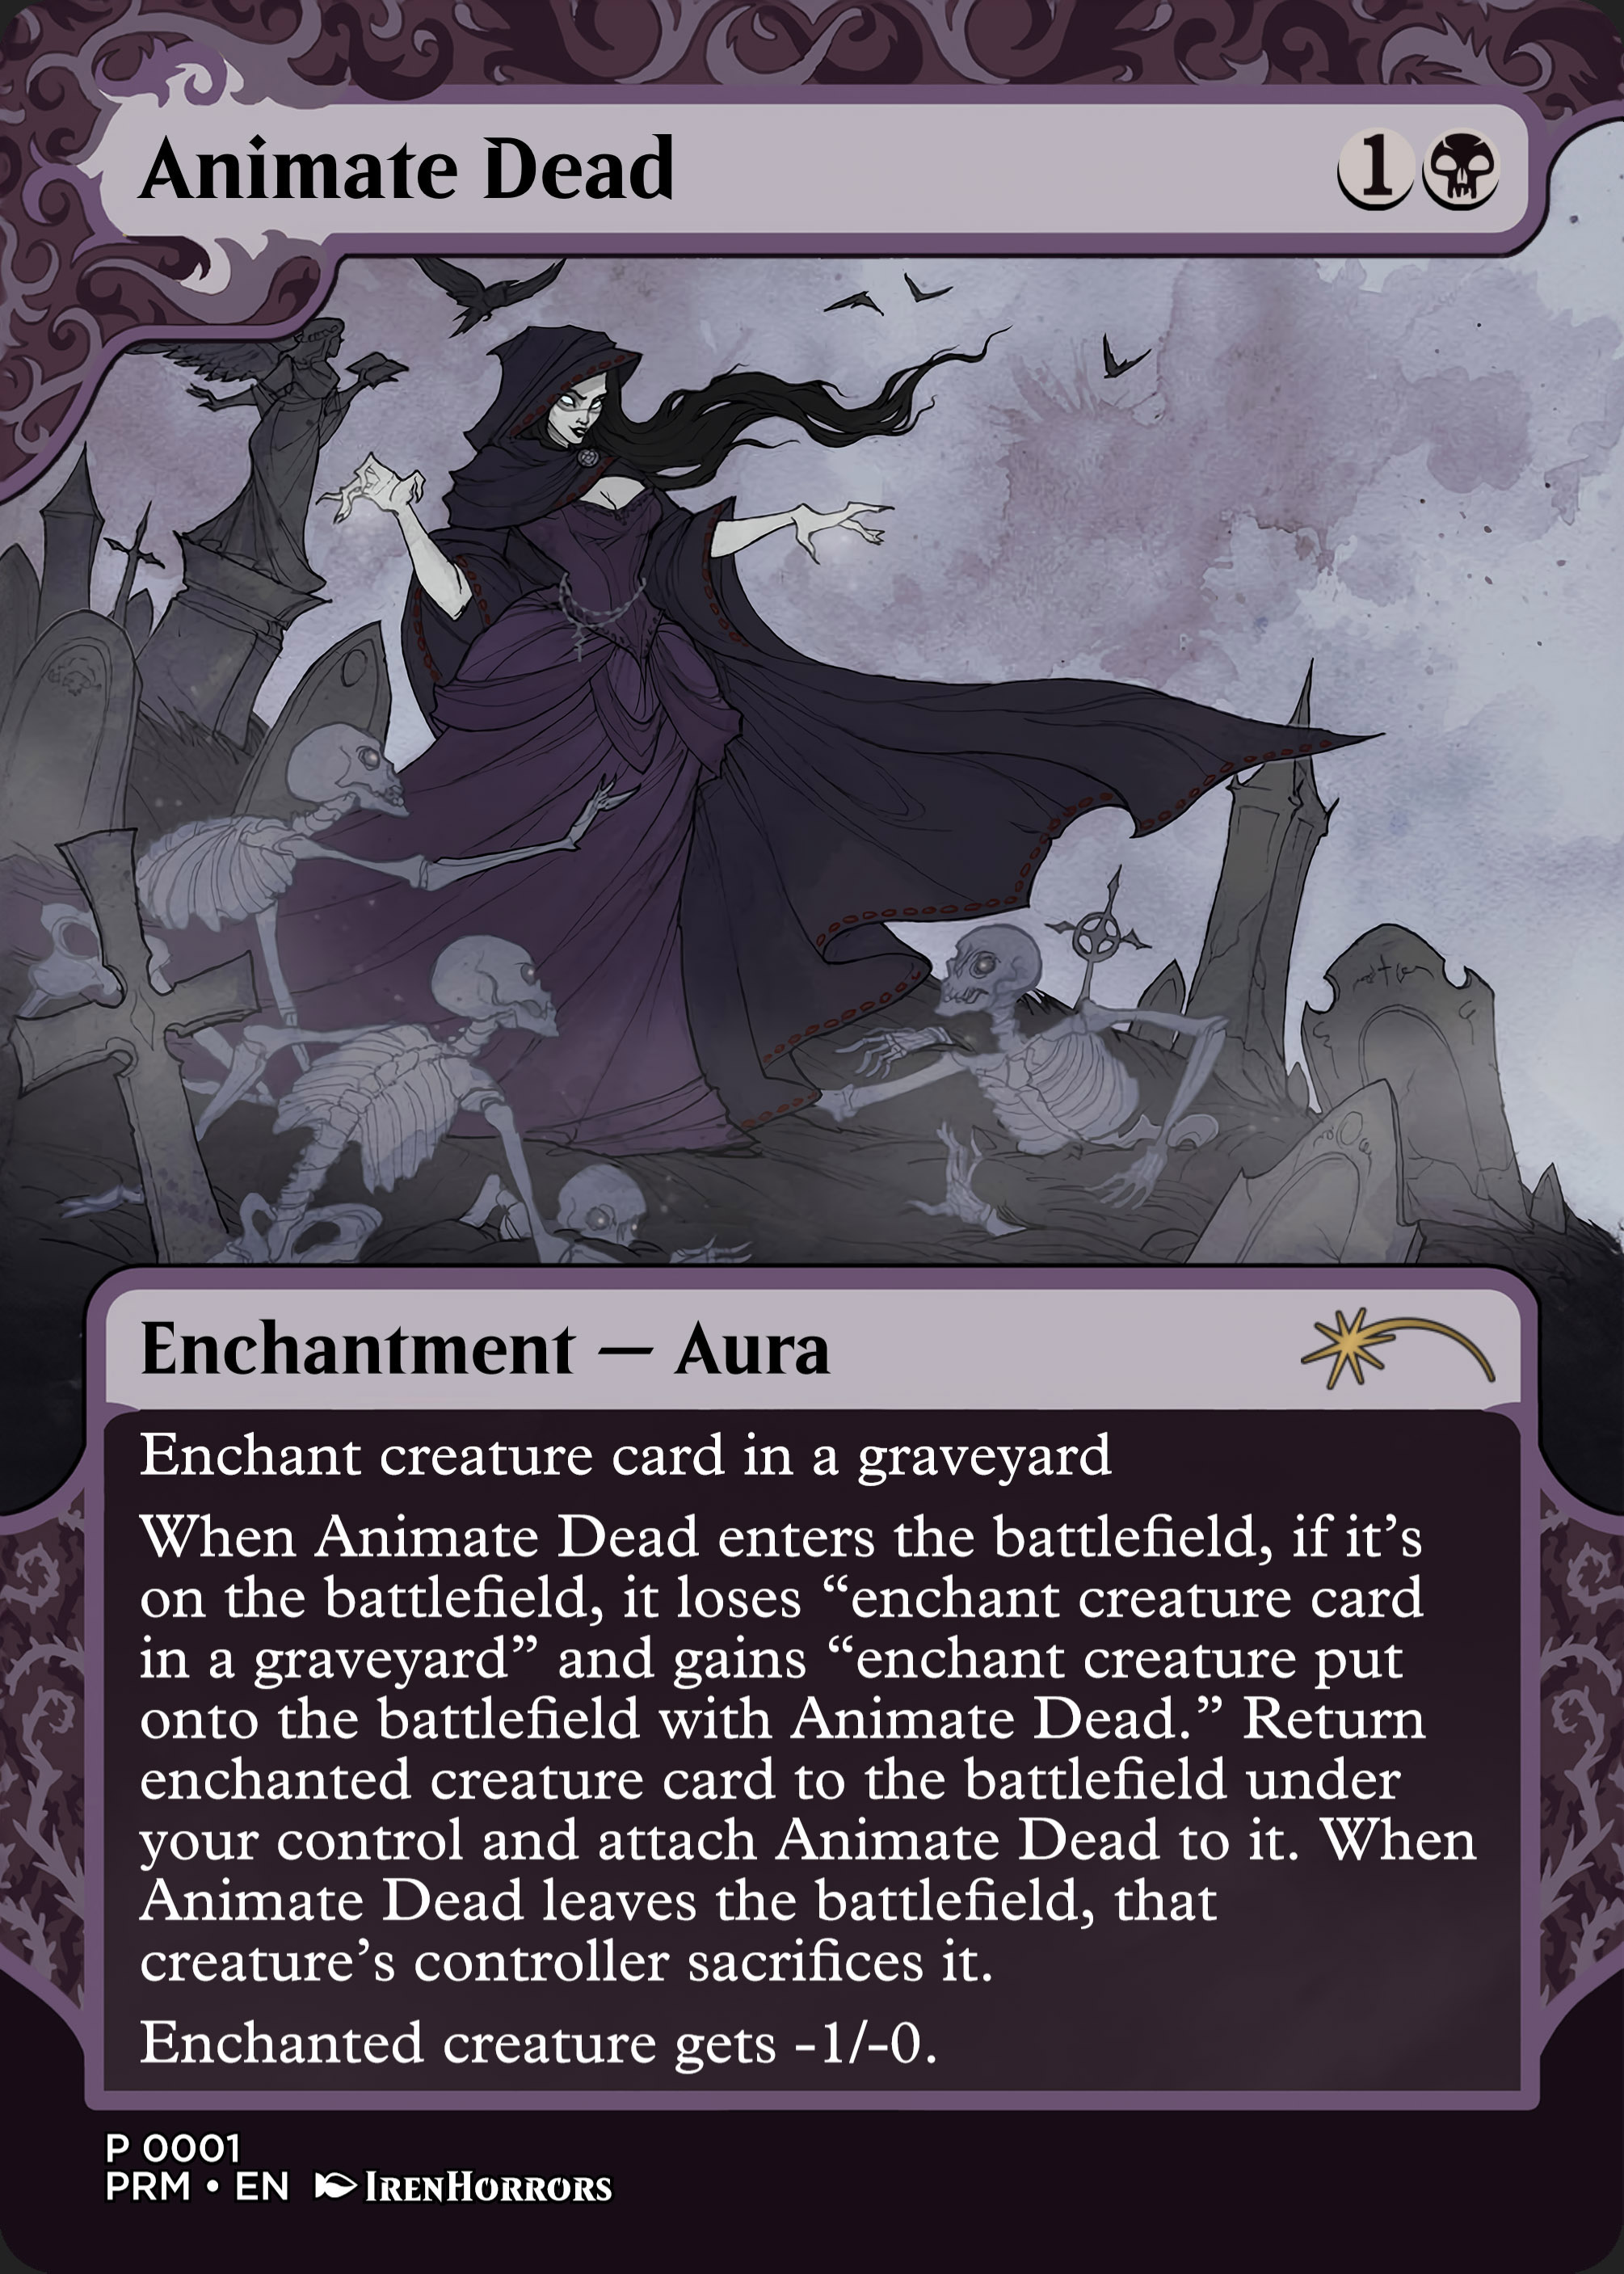 Animate Dead 1
Enchantment — Aura
Enchant creature card in a graveyard
When Animate Dead enters the battlefield, if it’s
on the battlefield, it loses “enchant creature card
in a graveyard” and gains “enchant creature put
onto the battlefield with Animate Dead.” Return
enchanted creature card to the battlefield under
your control and attach Animate Dead to it. When
Animate Dead leaves the battlefield, that
creature’s controller sacrifices it.
Enchanted creature gets -1/-0.
P 0001
PRM • EN IRENHORRORS